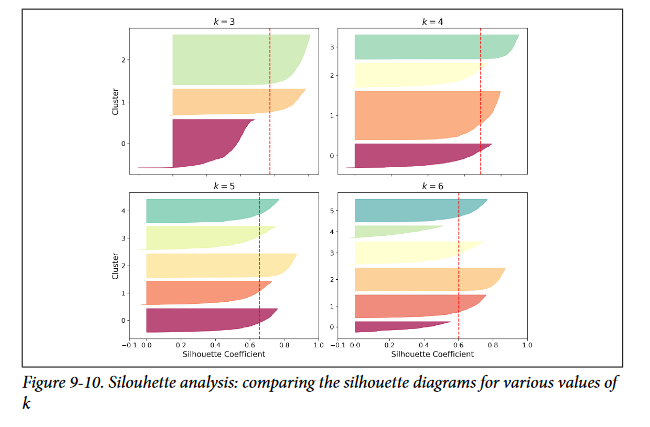 k = 3
k = 4
Cluster
2
1
0
3
2
1
0
k = 5
k = 6
Cluster
4
3
2
1
0
5
4
3
2
1
0
−0.1 0.0 0.2 0.4 0.6 0.8 1.0
−0.1 0.0 0.2 0.4 0.6 0.8 1.0
Silhouette Coefficient
Silhouette Coefficient
Figure 9-10. Silouhette analysis: comparing the silhouette diagrams for various values of
k